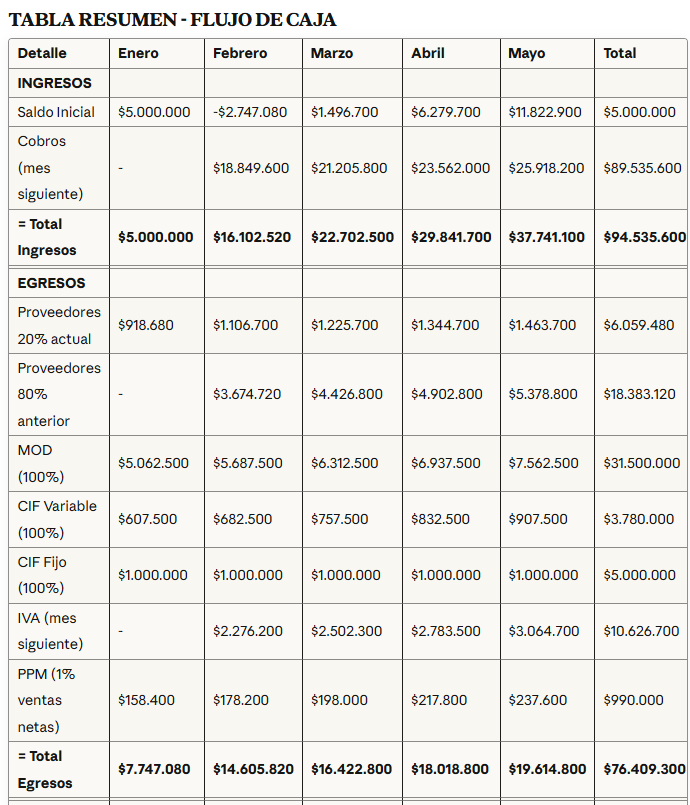 TABLA RESUMEN - FLUJO DE CAJA
Detalle Enero Febrero Marzo Abril Mayo Total
INGRESOS
Saldo Inicial $5.000.000 -$2.747.080 $1.496.700 $6.279.700 $11.822.900 $5.000.000
Cobros
(mes
siguiente) - $18.849.600 $21.205.800 $23.562.000 $25.918.200 $89.535.600
= Total
Ingresos $5.000.000 $16.102.520 $22.702.500 $29.841.700 $37.741.100 $94.535.600
EGRESOS
Proveedores
20% actual $918.680 $1.106.700 $1.225.700 $1.344.700 $1.463.700 $6.059.480
Proveedores
80%
anterior - $3.674.720 $4.426.800 $4.902.800 $5.378.800 $18.383.120
MOD
(100%) $5.062.500 $5.687.500 $6.312.500 $6.937.500 $7.562.500 $31.500.000
CIF Variable
(100%) $607.500 $682.500 $757.500 $832.500 $907.500 $3.780.000
CIF Fijo
(100%) $1.000.000 $1.000.000 $1.000.000 $1.000.000 $1.000.000 $5.000.000
IVA (mes
siguiente) - $2.276.200 $2.502.300 $2.783.500 $3.064.700 $10.626.700
PPM (1%
ventas
netas) $158.400 $178.200 $198.000 $217.800 $237.600 $990.000
= Total
Egresos $7.747.080 $14.605.820 $16.422.800 $18.018.800 $19.614.800 $76.409.300